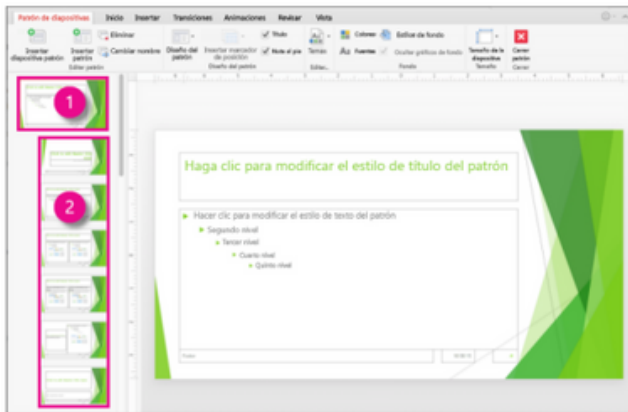 Patrón de diapositivas Inicio Insertar Transiciones Animaciones Revisar Vista
Insertar diapositiva patrón
Insertar patrón
Eliminar
Cambiar nombre
Editar patrón
Diseño del patrón
Insertar marcador de posición
Título
Diseño del patrón
Temas
Editar...
Colores
Fuentes
Estilos de fondo
Ocultar gráficos de fondo
Fondo
Tamaño de la diapositiva
Tamaño
Cerrar patrón
Cerrar
1
2
Haga clic para modificar el estilo de título del patrón
Hacer clic para modificar el estilo de texto del patrón
Segundo nivel
Tercer nivel
Cuarto nivel
Quinto nivel